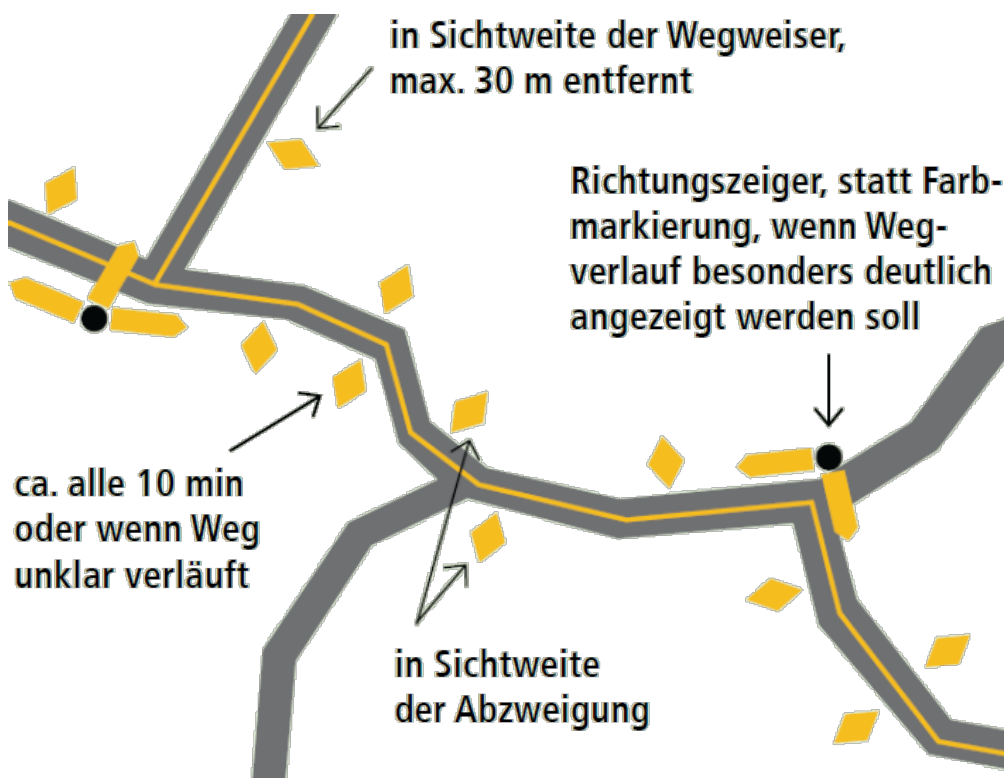 in Sichtweite der Wegweiser,
max. 30 m entfernt
Richtungszeiger, statt Farb-
markierung, wenn Weg-
verlauf besonders deutlich
angezeigt werden soll
ca. alle 10 min
oder wenn Weg
unklar verläuft
in Sichtweite
der Abzweigung